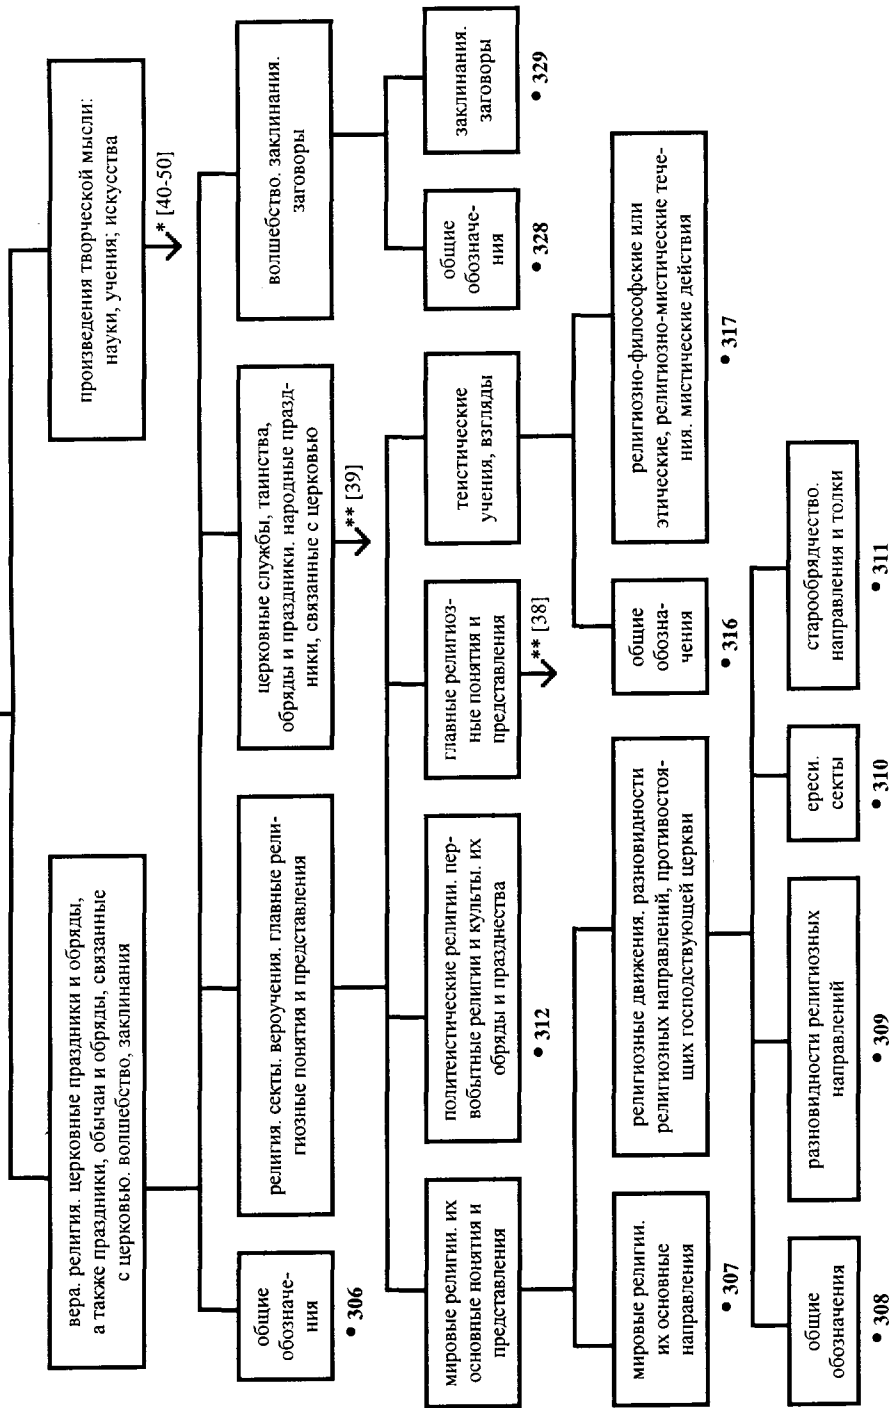 вера. религия. церковные праздники и обряды,
а также праздники, обычаи и обряды, связанные
с церковью. волшебство, заклинания
произведения творческой мысли:
науки, учения; искусства
* [40-50]
общие
обозначе-
ния
• 306
религия. секты. вероучения. главные рели-
гиозные понятия и представления
церковные службы, таинства,
обряды и праздники. народные празд-
ники, связанные с церковью
** [39]
волшебство. заклинания.
заговоры
мировые религии. их
основные нонятия и
представления
политеистические религии. пер-
вобытные религии и культы. их
обряды и празднества
• 312
главные религиоз-
ные понятия и
представления
** [38]
теистические
учения, взгляды
общие
обозначе-
ния
• 328
заклинания.
заговоры
• 329
мировые религии.
их основные
направления
• 307
религиозные движения. разновидности
религиозных направлений, противостоя-
щих господствующей церкви
общие
обозна-
чения
• 316
религиозно-философские или
этические, религиозно-мистические тече-
ния. мистические действия
• 317
общие
обозначения
• 308
разновидности религиозных
направлений
• 309
ереси.
секты
• 310
старообрядчество.
направления и толки
• 311